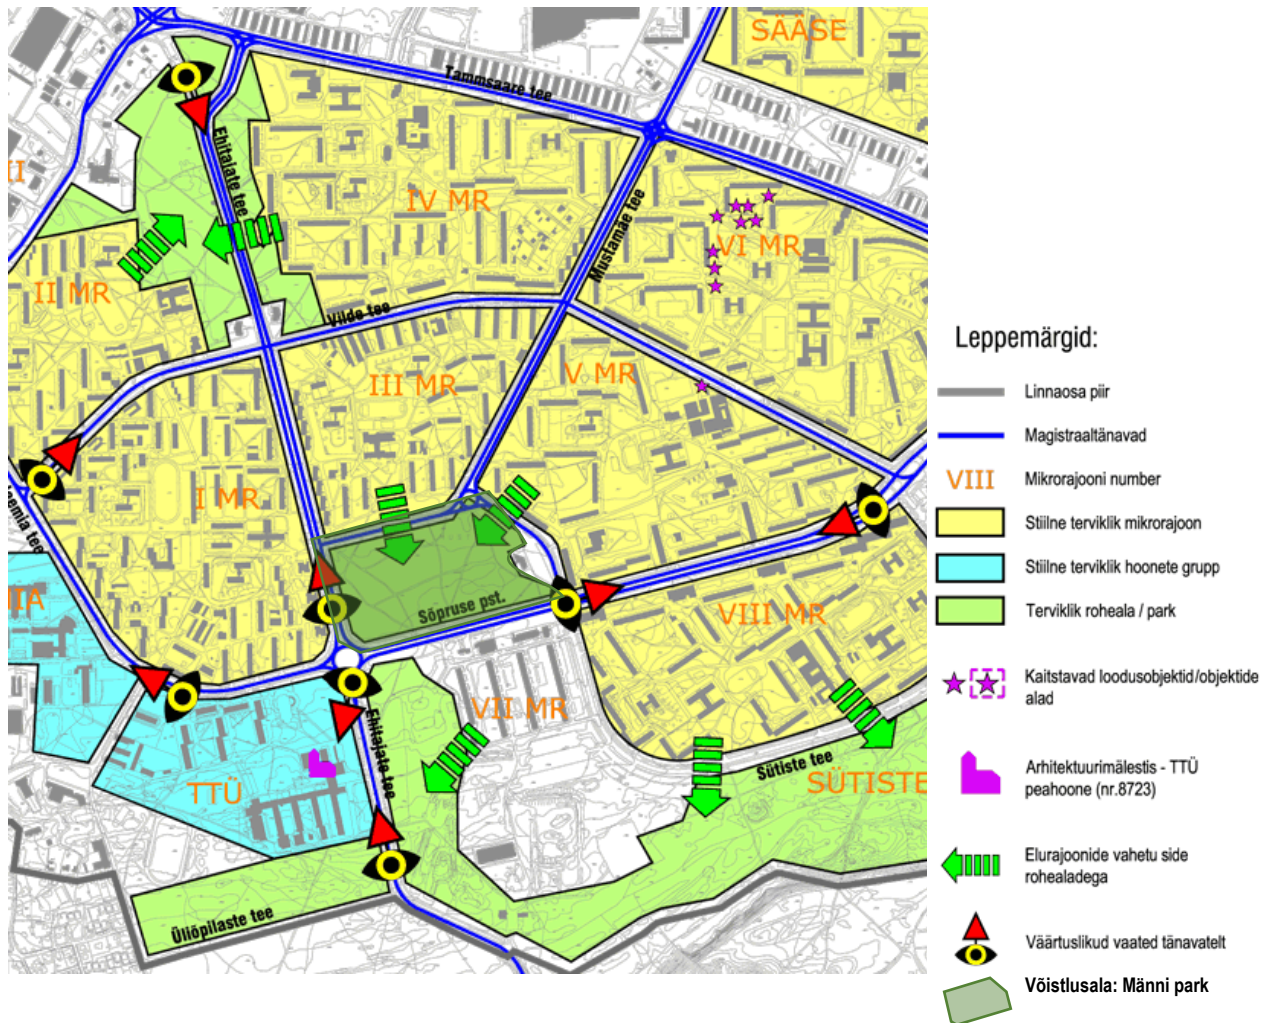 SÄÄSE
Tammsaare tee
Ehitajate tee
II
IV MR
Mustamäe tee
VI MR
II MR
Vilde tee
III MR
V MR
I MR
Sõpruse pst.
VIII MR
VII MR
Ehitajate tee
TTÜ
Sütiste tee
SÜTISTE
Üliõpilaste tee
Leppemärgid:
Linnaosa piir
Magistraaltänavad
VIII Mikrorajooni number
Stiilne terviklik mikrorajoon
Stiilne terviklik hoonete grupp
Terviklik roheala / park
Kaitstavad loodusobjektid/objektide
alad
Arhitektuurimälestis - TTÜ
peahoone (nr.8723)
Elurajoonide vahetu side
rohealadega
Väärtuslikud vaated tänavatelt
Võistlusala: Männi park